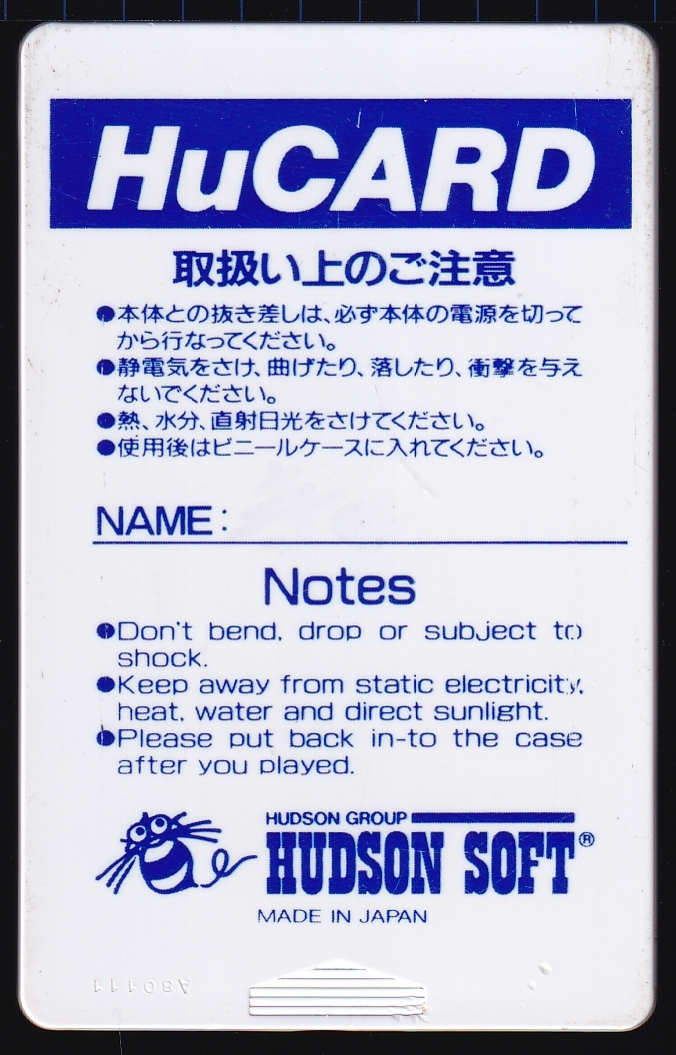 HuCARD
取扱い上のご注意
●本体との抜き差しは、必ず本体の電源を切って
から行なってください。
●静電気をさけ、曲げたり、落したり、衝撃を与え
ないでください。
●熱、水分、直射日光をさけてください。
●使用後はビニールケースに入れてください。
NAME:
Notes
●Don't bend, drop or subject to
shock.
●Keep away from static electricity,
heat, water and direct sunlight.
●Please put back in-to the case
after you played.
HUDSON GROUP
HUDSON SOFT®
MADE IN JAPAN